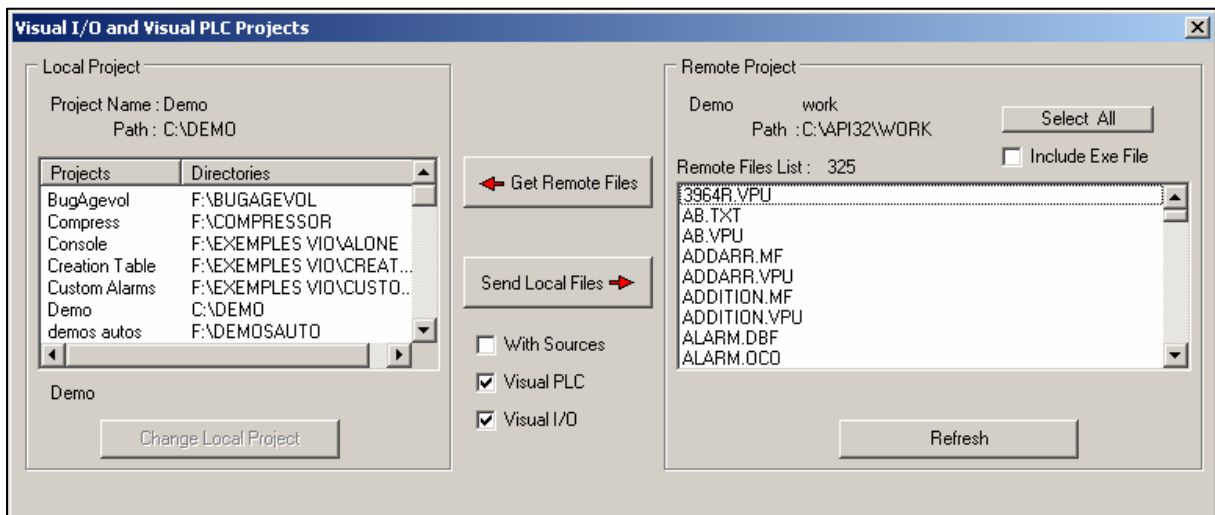 Visual I/O and Visual PLC Projects
Local Project
Project Name : Demo
Path : C:\DEMO
Projects Directories
BugAgevol F:\BUGAGEVOL
Compress F:\COMPRESSOR
Console F:\EXEMPLES VIO\ALONE
Creation Table F:\EXEMPLES VIO\CREAT...
Custom Alarms F:\EXEMPLES VIO\CUSTO...
Demo C:\DEMO
demos autos F:\DEMOSAUTO
Demo
Change Local Project
Get Remote Files
Send Local Files
With Sources
Visual PLC
Visual I/O
Remote Project
Demo work
Path :C:\API32\WORK
Select All
Include Exe File
Remote Files List : 325
3964R.VPU
AB.TXT
AB.VPU
ADDARR.MF
ADDARR.VPU
ADDITION.MF
ADDITION.VPU
ALARM.DBF
ALARM.OCO
Refresh